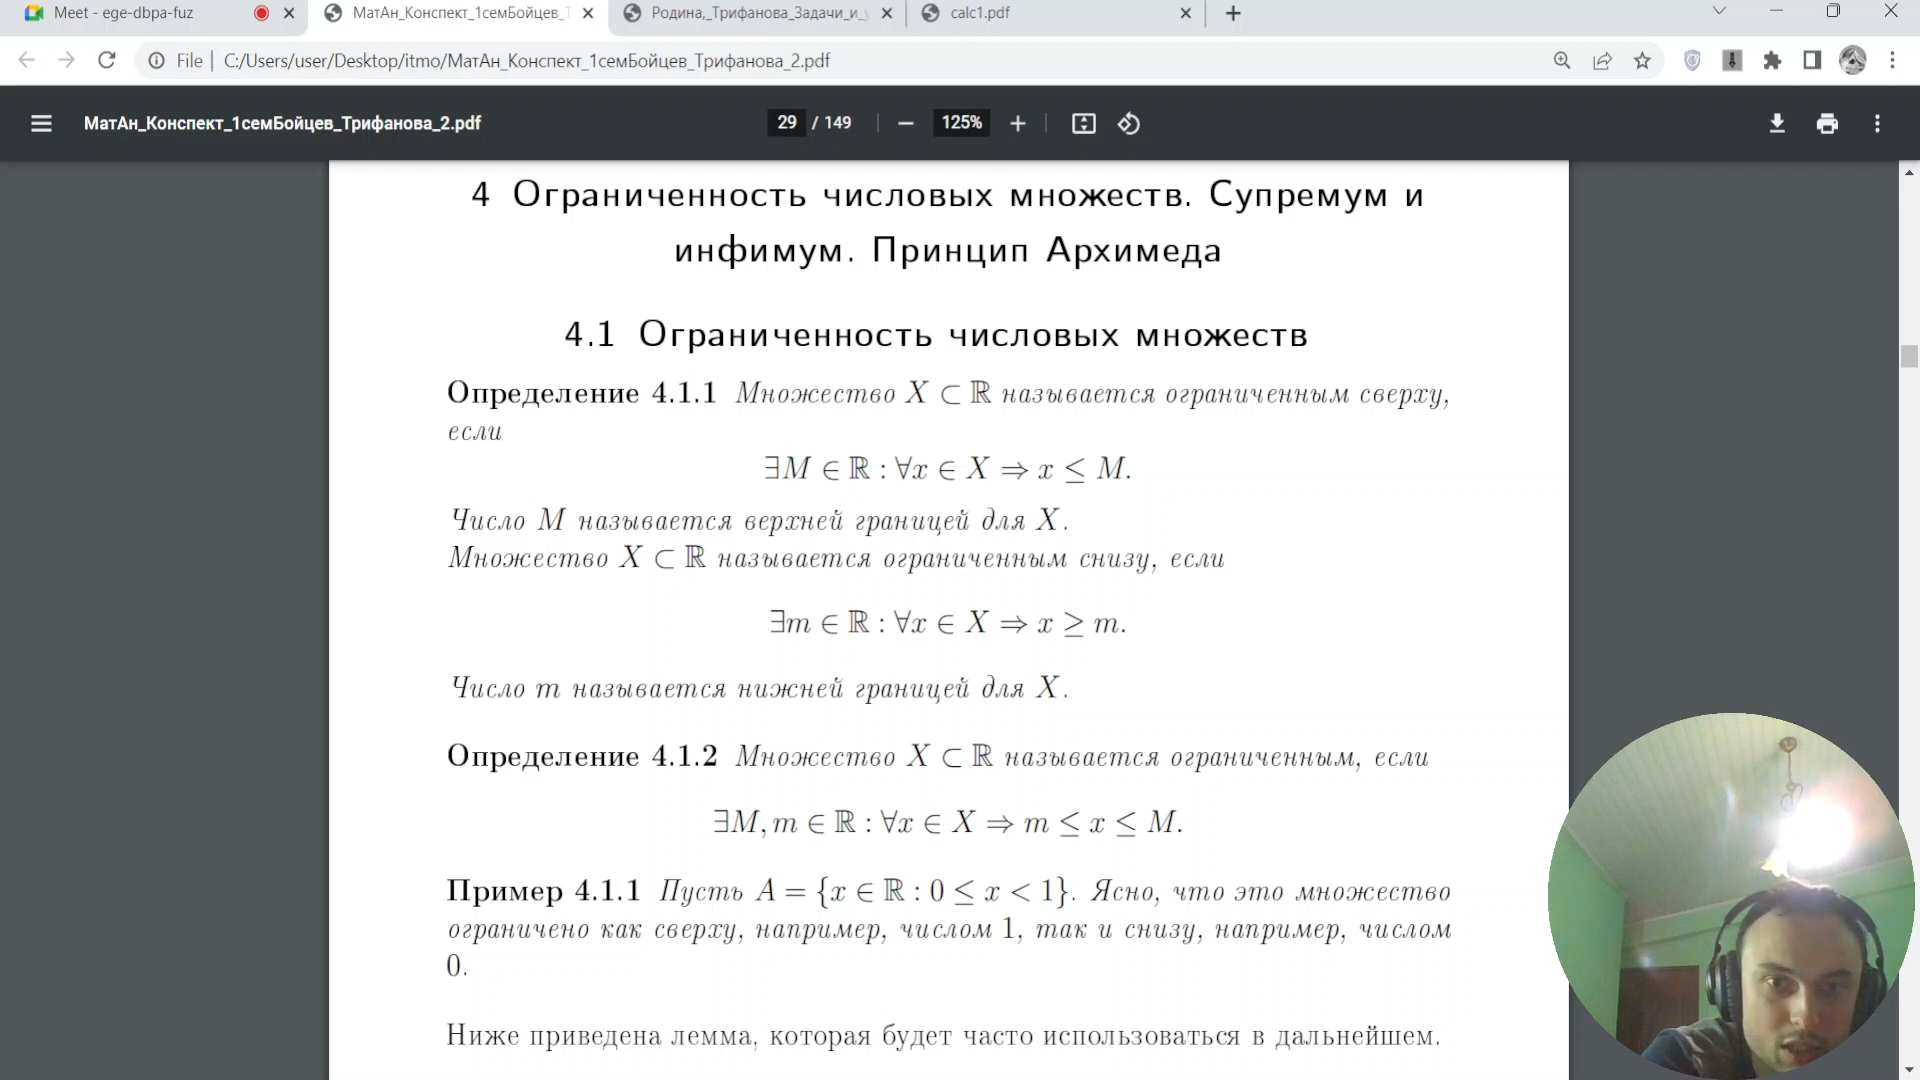 Meet - ege-dbpa-fuz
МатАн_Конспект_1семБойцев_Т
Родина,_Трифанова_Задачи_и_у
calc1.pdf
File | C:/Users/user/Desktop/itmo/МатАн_Конспект_1семБойцев_Трифанова_2.pdf
МатАн_Конспект_1семБойцев_Трифанова_2.pdf
29 / 149
125%
4 Ограниченность числовых множеств. Супремум и
инфимум. Принцип Архимеда
4.1 Ограниченность числовых множеств
Определение 4.1.1 Множество X ⊂ ℝ называется ограниченным сверху,
если
∃M ∈ ℝ : ∀x ∈ X ⇒ x ≤ M.
Число M называется верхней границей для X.
Множество X ⊂ ℝ называется ограниченным снизу, если
∃m ∈ ℝ : ∀x ∈ X ⇒ x ≥ m.
Число m называется нижней границей для X.
Определение 4.1.2 Множество X ⊂ ℝ называется ограниченным, если
∃M, m ∈ ℝ : ∀x ∈ X ⇒ m ≤ x ≤ M.
Пример 4.1.1 Пусть A = {x ∈ ℝ : 0 ≤ x < 1}. Ясно, что это множество
ограничено как сверху, например, числом 1, так и снизу, например, числом
0.
Ниже приведена лемма, которая будет часто использоваться в дальнейшем.